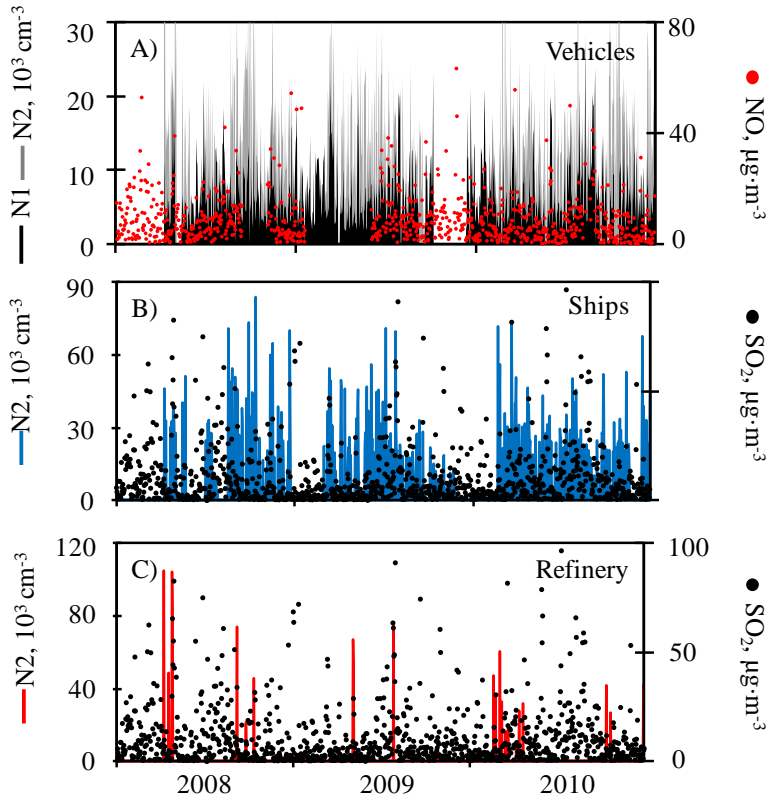 A)
Vehicles
N1 N2, 10³ cm⁻³
30
20
10
0
80
40
0
NO, µg·m⁻³
B)
Ships
N2, 10³ cm⁻³
90
60
30
0
SO₂, µg·m⁻³
C)
Refinery
N2, 10³ cm⁻³
120
80
40
0
100
50
0
SO₂, µg·m⁻³
2008 2009 2010